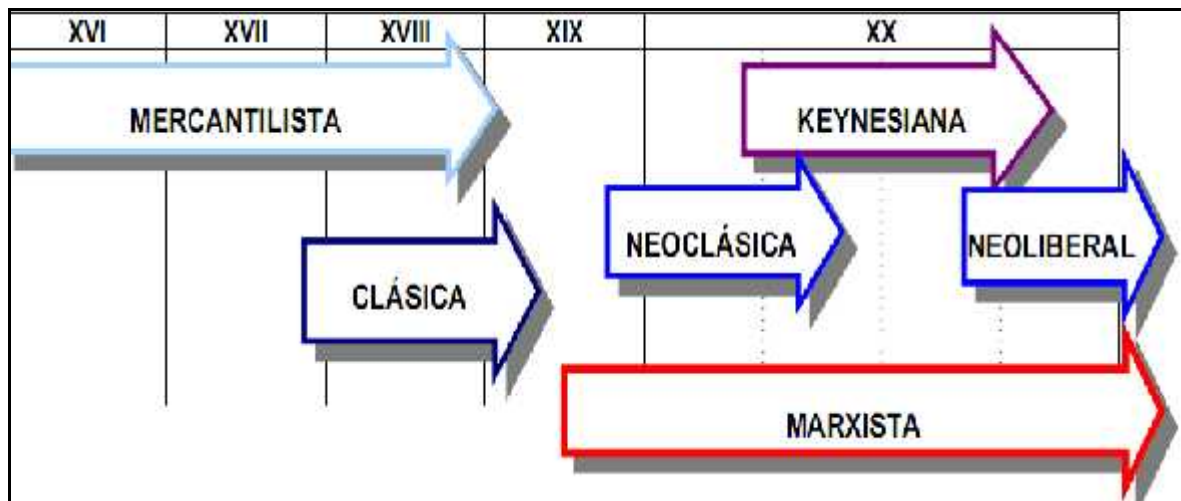 XVI XVII XVIII XIX XX
MERCANTILISTA KEYNESIANA
NEOCLÁSICA NEOLIBERAL
CLÁSICA
MARXISTA